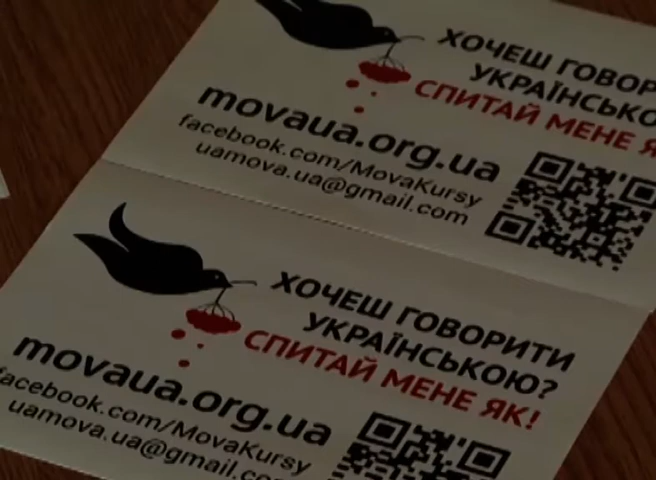 ХОЧЕШ ГОВОР
УКРАЇНСЬКО
СПИТАЙ МЕНЕ Я
movaua.org.ua
facebook.com/MovaKursy
uamova.ua@gmail.com
ХОЧЕШ ГОВОРИТИ
УКРАЇНСЬКОЮ?
СПИТАЙ МЕНЕ ЯК!
movaua.org.ua
facebook.com/MovaKursy
uamova.ua@gmail.com